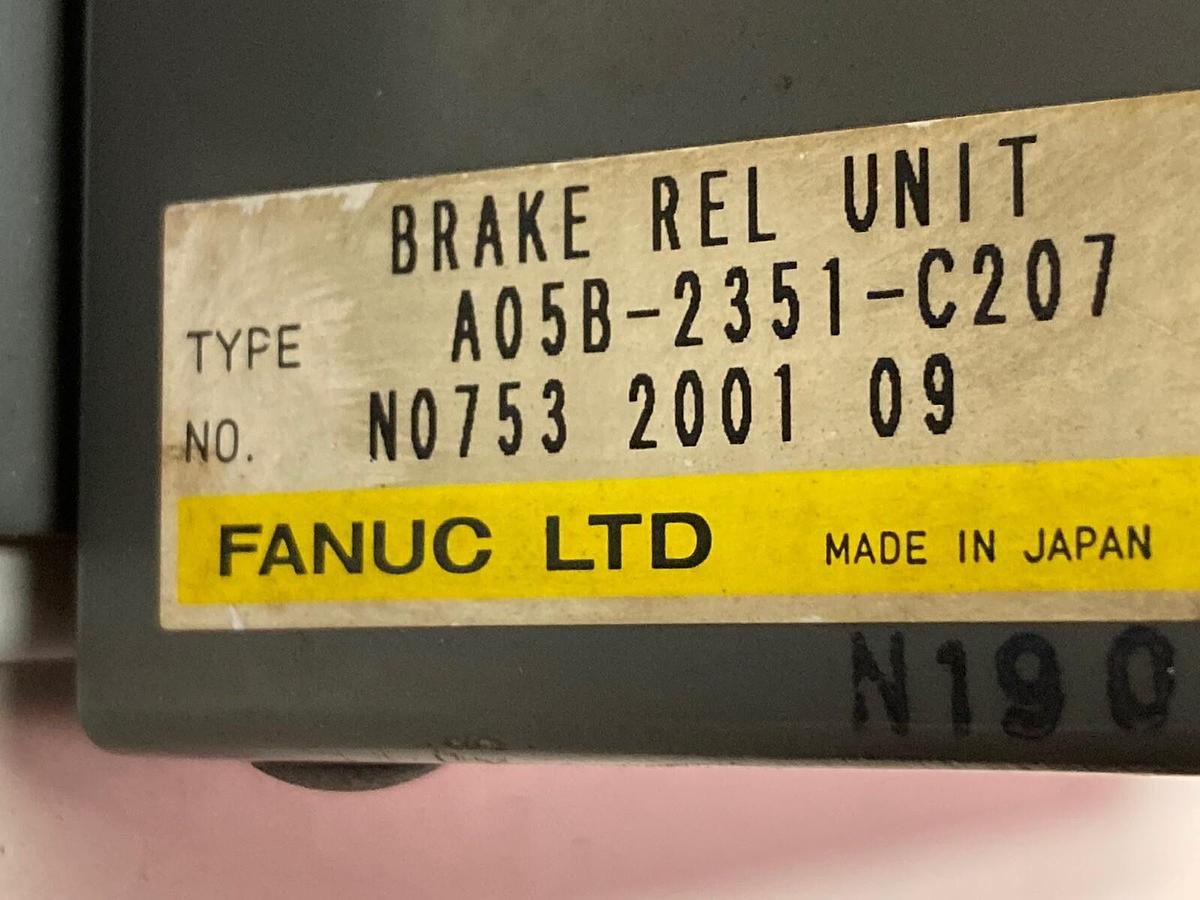 BRAKE REL UNIT
TYPE A05B-2351-C207
NO. N0753 2001 09
FANUC LTD MADE IN JAPAN
N190